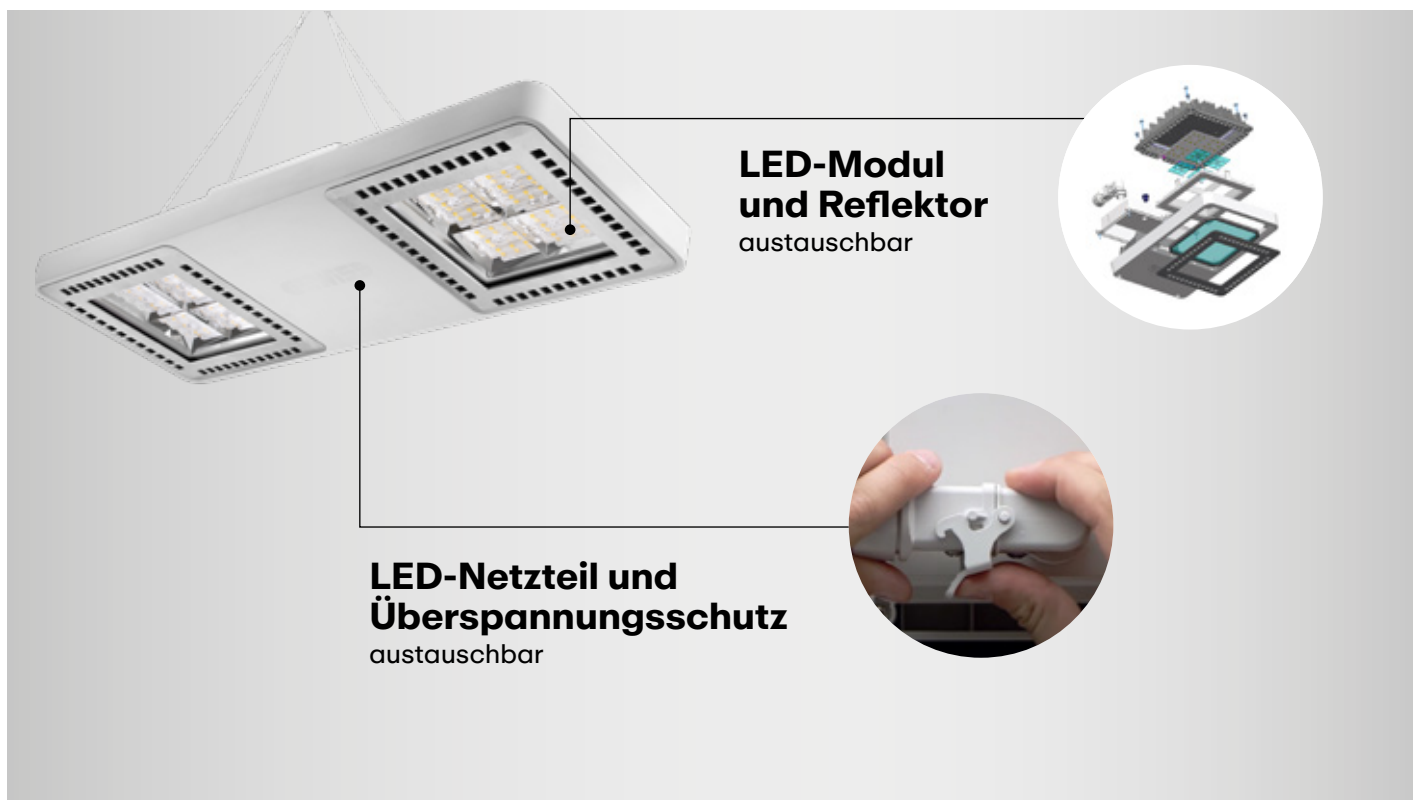 LED-Modul
und Reflektor
austauschbar
LED-Netzteil und
Überspannungsschutz
austauschbar